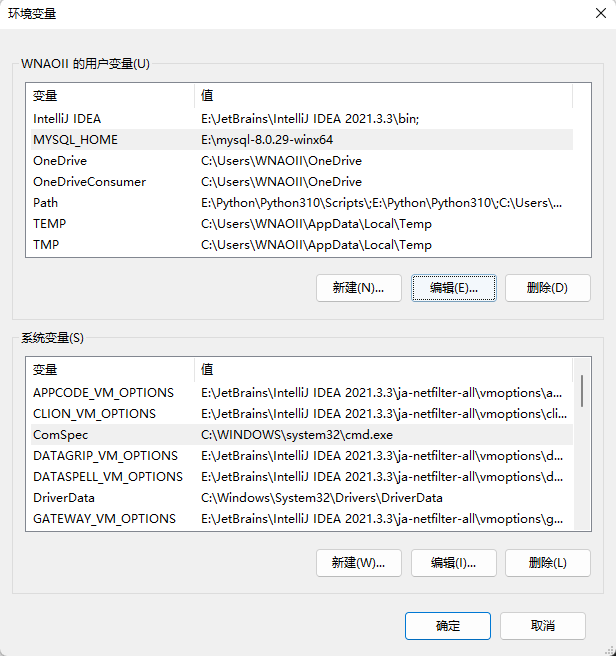 环境变量
WNAOII 的用户变量(U)
变量 值
IntelliJ IDEA E:\JetBrains\IntelliJ IDEA 2021.3.3\bin;
MYSQL_HOME E:\mysql-8.0.29-winx64
OneDrive C:\Users\WNAOII\OneDrive
OneDriveConsumer C:\Users\WNAOII\OneDrive
Path E:\Python\Python310\Scripts\;E:\Python\Python310\;C:\Users\...
TEMP C:\Users\WNAOII\AppData\Local\Temp
TMP C:\Users\WNAOII\AppData\Local\Temp
新建(N)... 编辑(E)... 删除(D)
系统变量(S)
变量 值
APPCODE_VM_OPTIONS E:\JetBrains\IntelliJ IDEA 2021.3.3\ja-netfilter-all\vmoptions\a...
CLION_VM_OPTIONS E:\JetBrains\IntelliJ IDEA 2021.3.3\ja-netfilter-all\vmoptions\cli...
ComSpec C:\WINDOWS\system32\cmd.exe
DATAGRIP_VM_OPTIONS E:\JetBrains\IntelliJ IDEA 2021.3.3\ja-netfilter-all\vmoptions\d...
DATASPELL_VM_OPTIONS E:\JetBrains\IntelliJ IDEA 2021.3.3\ja-netfilter-all\vmoptions\d...
DriverData C:\Windows\System32\Drivers\DriverData
GATEWAY_VM_OPTIONS E:\JetBrains\IntelliJ IDEA 2021.3.3\ja-netfilter-all\vmoptions\g...
新建(W)... 编辑(I)... 删除(L)
确定 取消